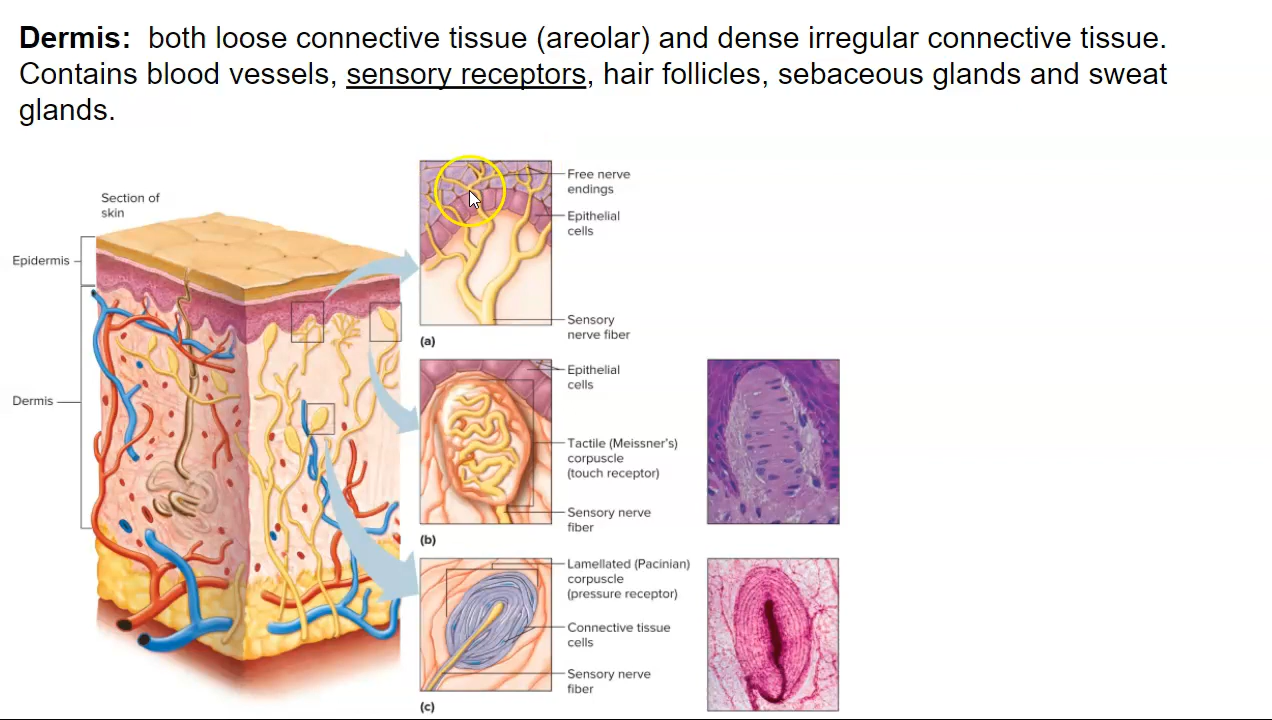 Dermis:  both loose connective tissue (areolar) and dense irregular connective tissue.
Contains blood vessels, sensory receptors, hair follicles, sebaceous glands and sweat
glands.
Section of
skin
Epidermis
Dermis
Free nerve
endings
Epithelial
cells
Sensory
nerve fiber
(a)
Epithelial
cells
Tactile (Meissner's)
corpuscle
(touch receptor)
Sensory nerve
fiber
(b)
Lamellated (Pacinian)
corpuscle
(pressure receptor)
Connective tissue
cells
Sensory nerve
fiber
(c)